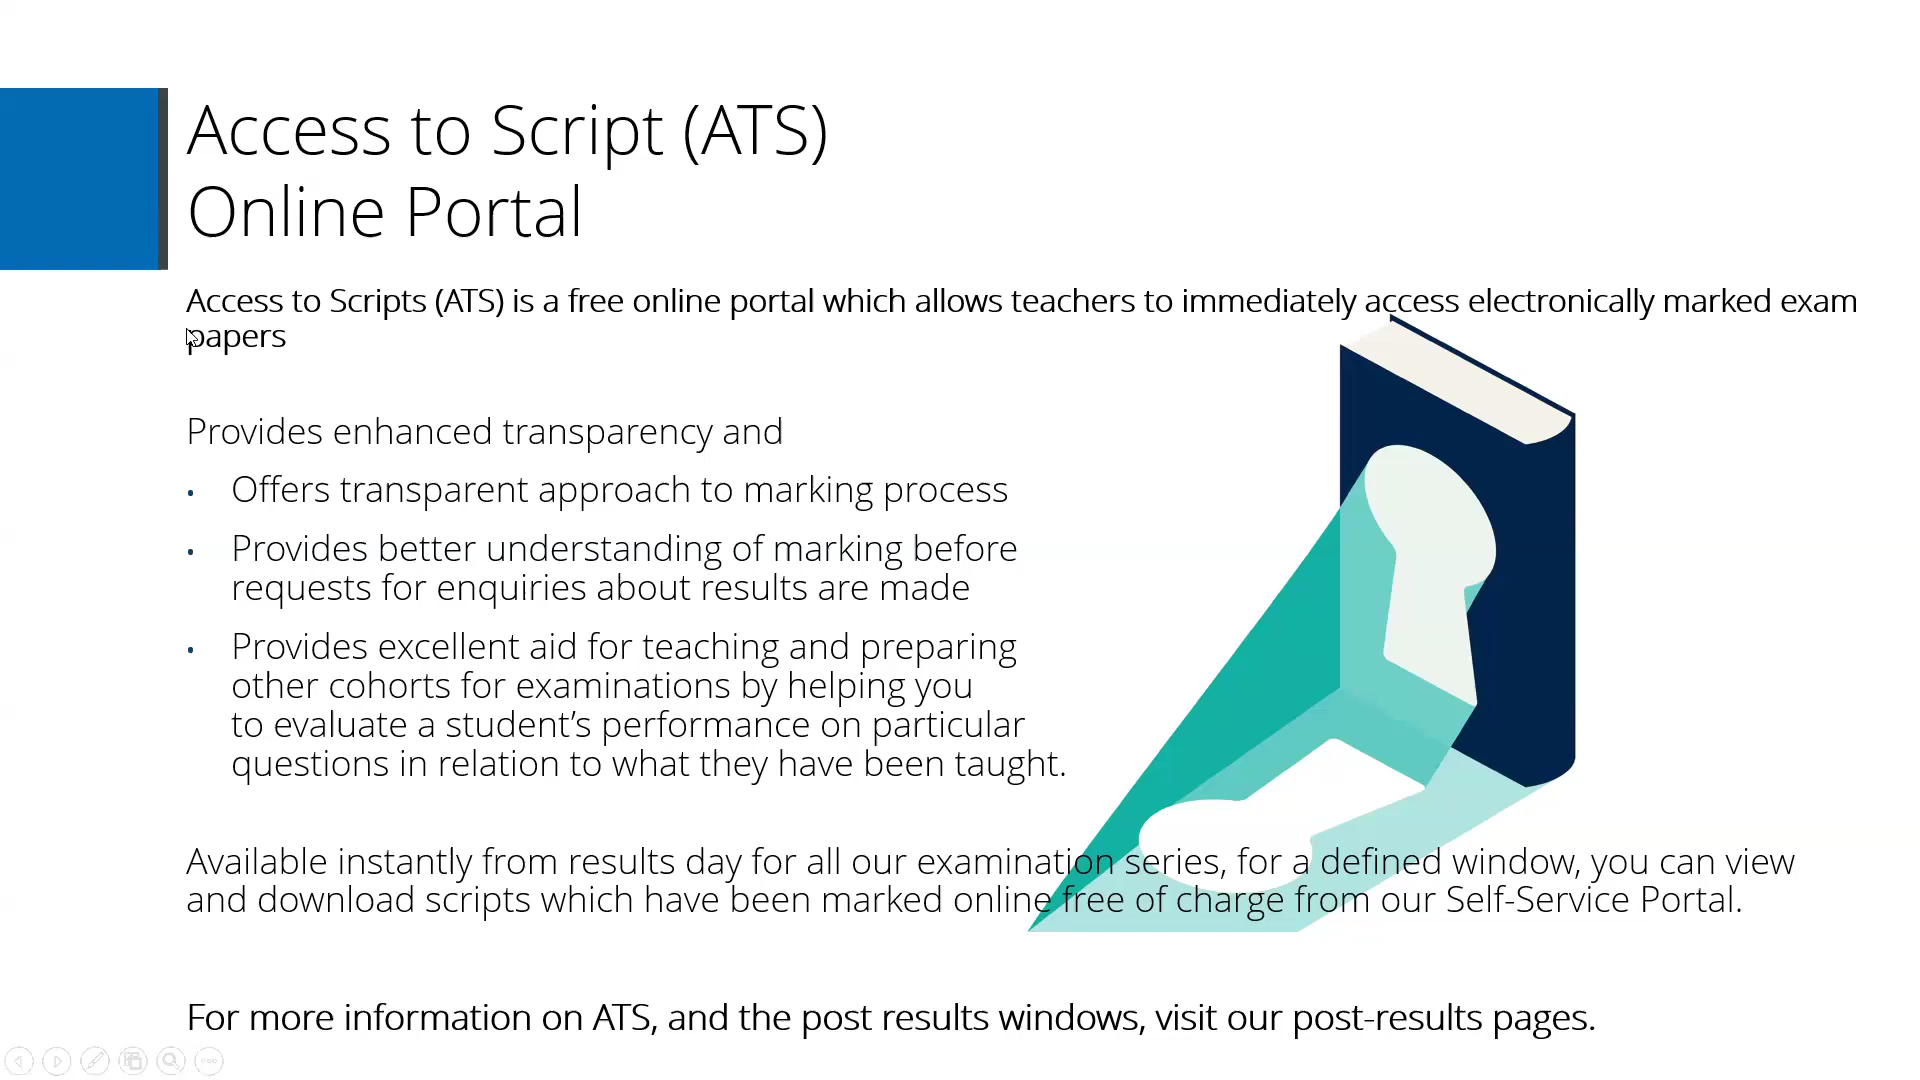 Access to Script (ATS)
Online Portal
Access to Scripts (ATS) is a free online portal which allows teachers to immediately access electronically marked exam
papers
Provides enhanced transparency and
• Offers transparent approach to marking process
• Provides better understanding of marking before
requests for enquiries about results are made
• Provides excellent aid for teaching and preparing
other cohorts for examinations by helping you
to evaluate a student’s performance on particular
questions in relation to what they have been taught.
Available instantly from results day for all our examination series, for a defined window, you can view
and download scripts which have been marked online free of charge from our Self-Service Portal.
For more information on ATS, and the post results windows, visit our post-results pages.